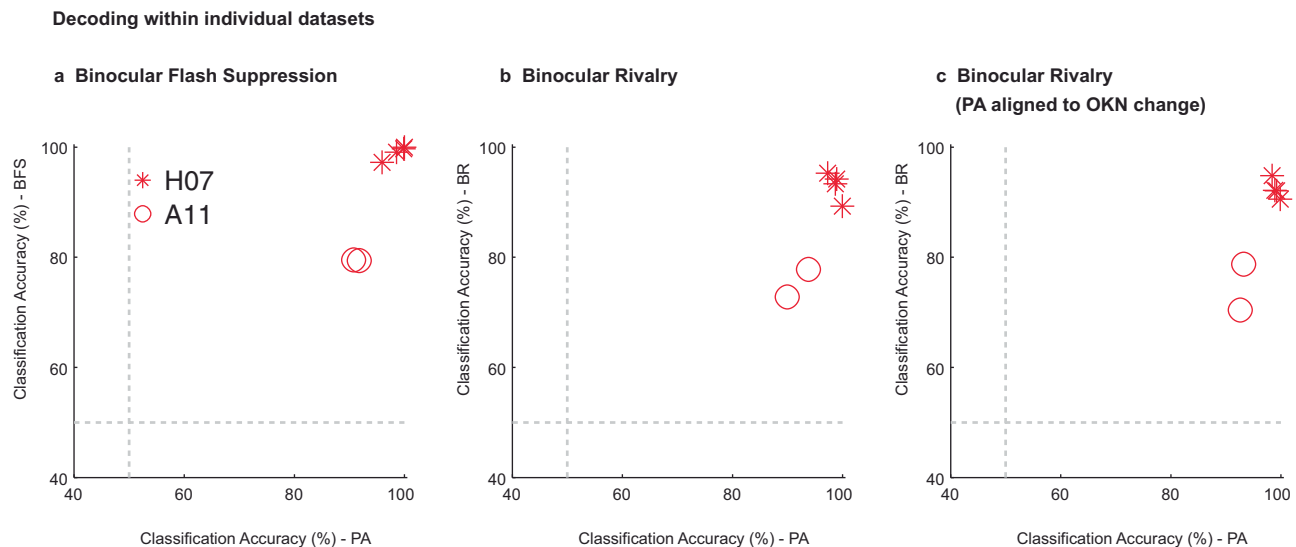 Decoding within individual datasets
a Binocular Flash Suppression
100
80
60
40
40
60
80
100
Classification Accuracy (%) - BFS
Classification Accuracy (%) - PA
H07
A11
b Binocular Rivalry
100
80
60
40
40
60
80
100
Classification Accuracy (%) - BR
Classification Accuracy (%) - PA
c Binocular Rivalry
(PA aligned to OKN change)
100
80
60
40
40
60
80
100
Classification Accuracy (%) - BR
Classification Accuracy (%) - PA